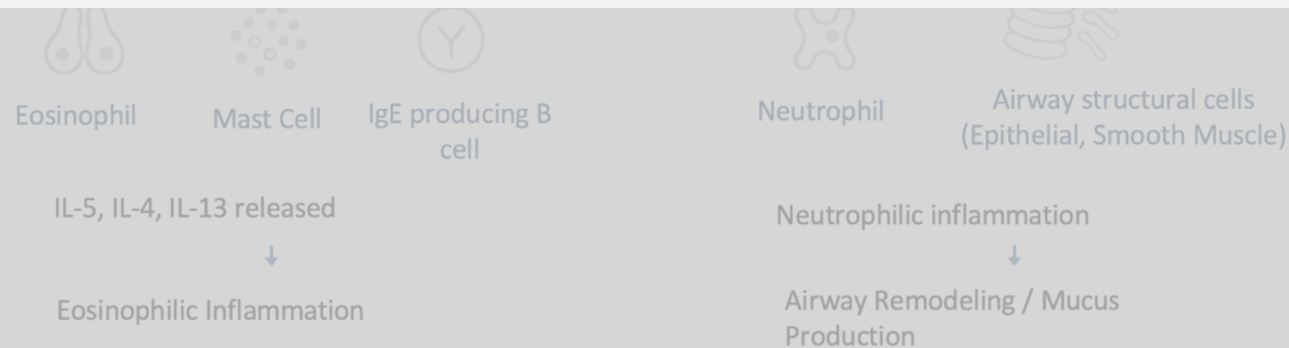 Eosinophil
Mast Cell
IgE producing B
cell
Neutrophil
Airway structural cells
(Epithelial, Smooth Muscle)
IL-5, IL-4, IL-13 released
Neutrophilic inflammation
Eosinophilic Inflammation
Airway Remodeling / Mucus
Production